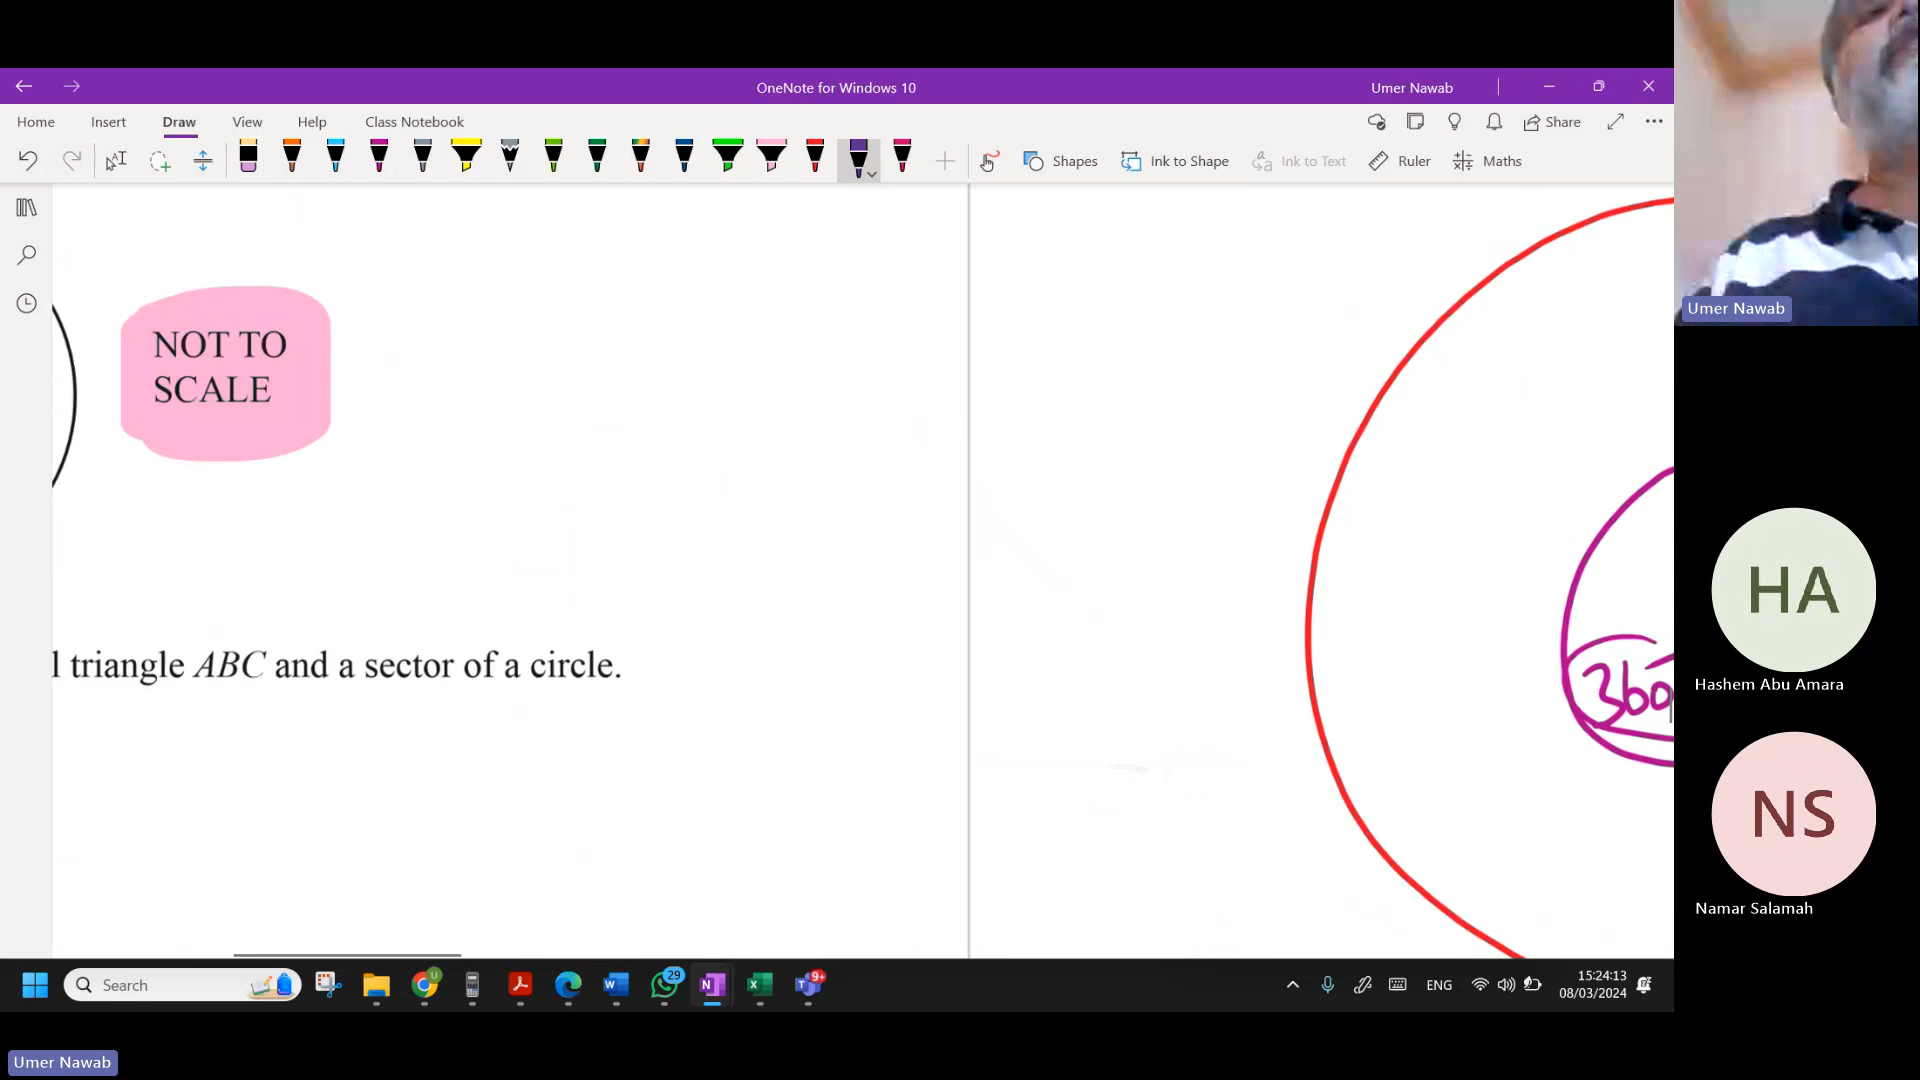 OneNote for Windows 10
Umer Nawab
Home
Insert
Draw
View
Help
Class Notebook
Share
Shapes
Ink to Shape
Ink to Text
Ruler
Maths
NOT TO
SCALE
l triangle ABC and a sector of a circle.
360
Umer Nawab
HA
Hashem Abu Amara
NS
Namar Salamah
Search
U
29
9+
ENG
15:24:13
08/03/2024
Umer Nawab